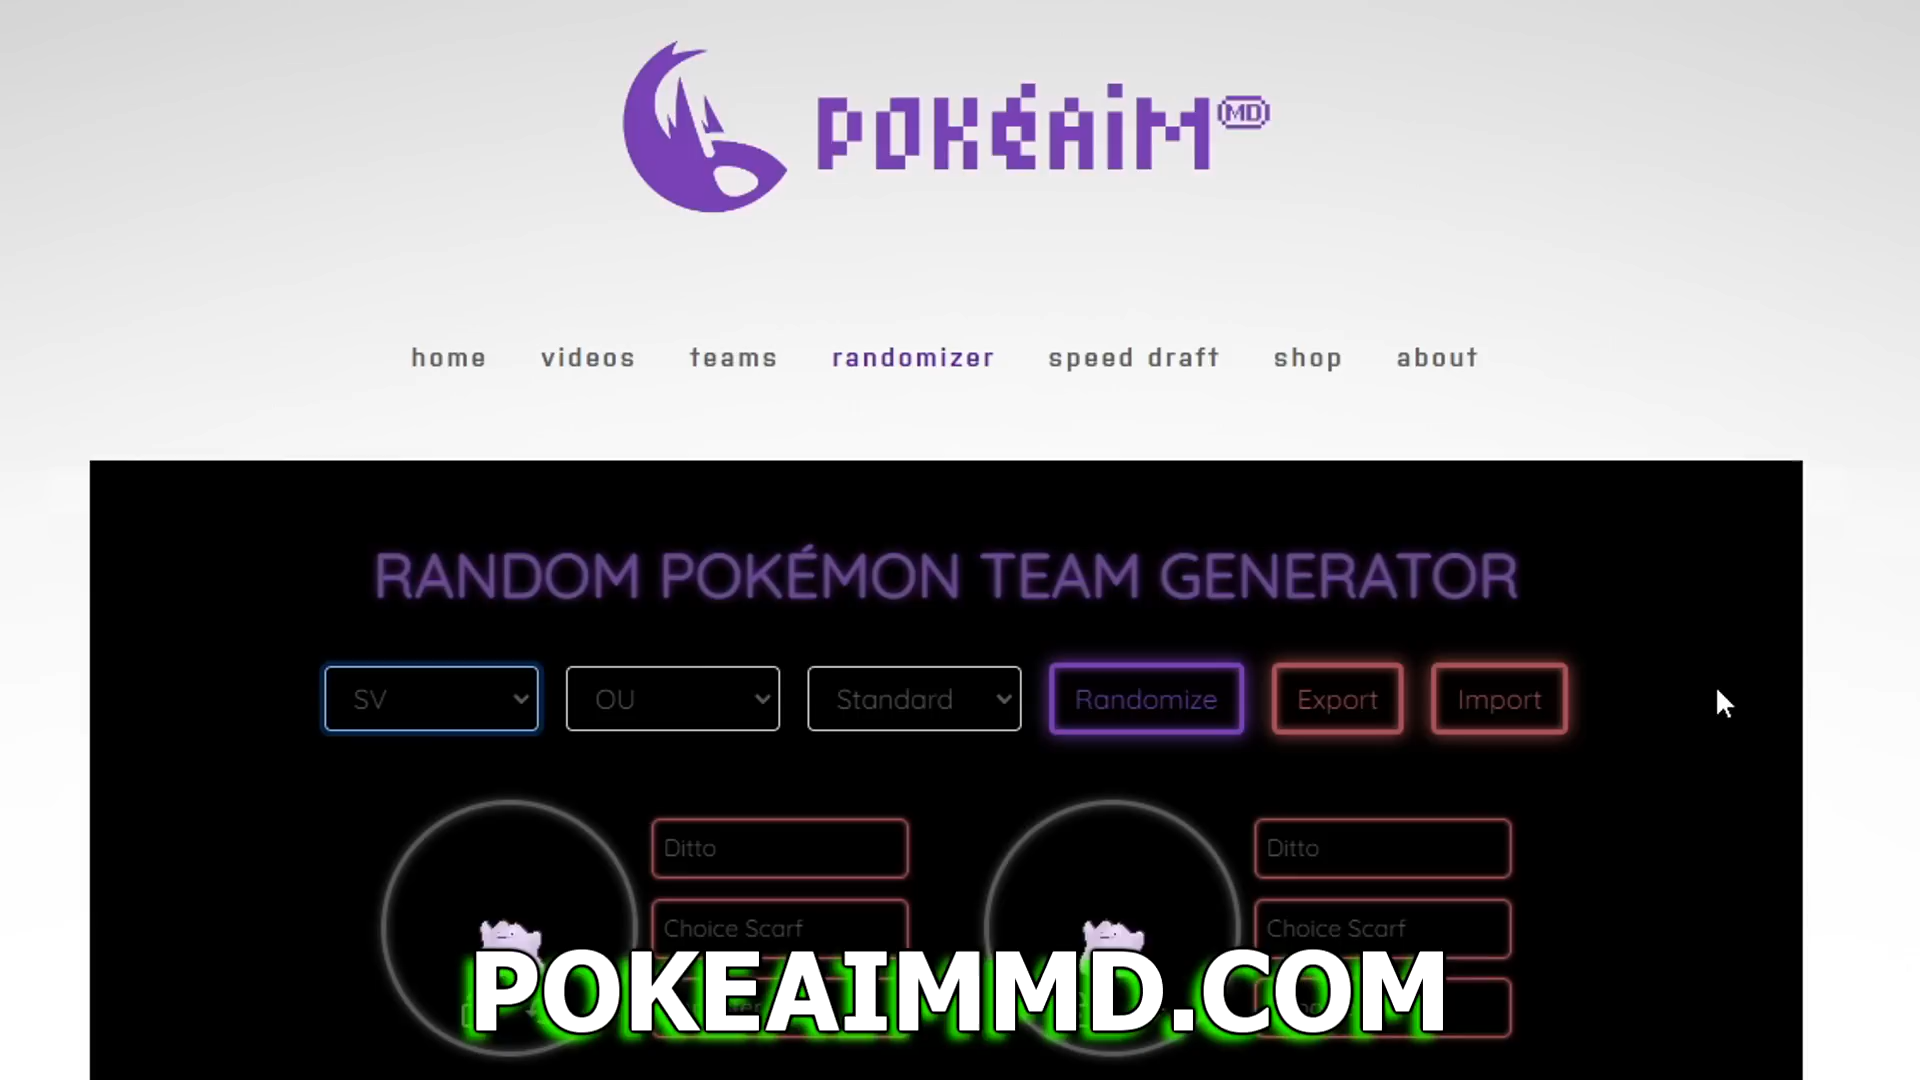 POKÉAIM MD
home videos teams randomizer speed draft shop about
RANDOM POKÉMON TEAM GENERATOR
SV OU Standard Randomize Export Import
Ditto Ditto
Choice Scarf Choice Scarf
POKEAIMMD.COM